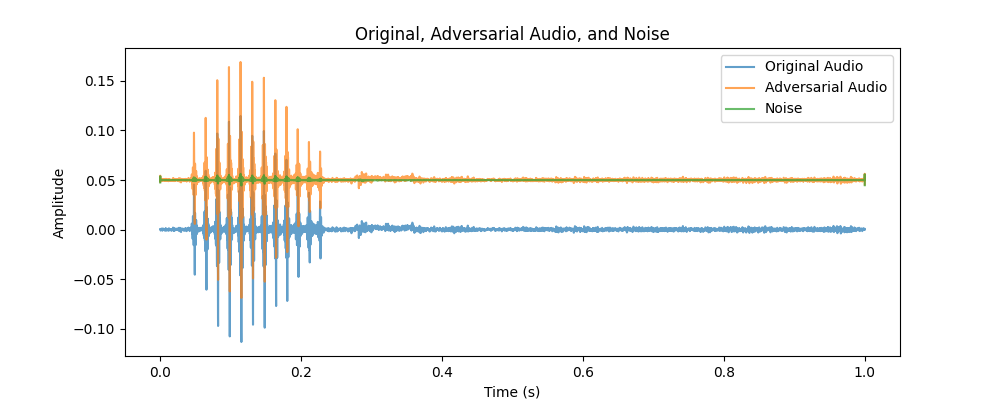 Original, Adversarial Audio, and Noise
Original Audio
Adversarial Audio
Noise
Amplitude
0.15
0.10
0.05
0.00
−0.05
−0.10
0.0 0.2 0.4 0.6 0.8 1.0
Time (s)